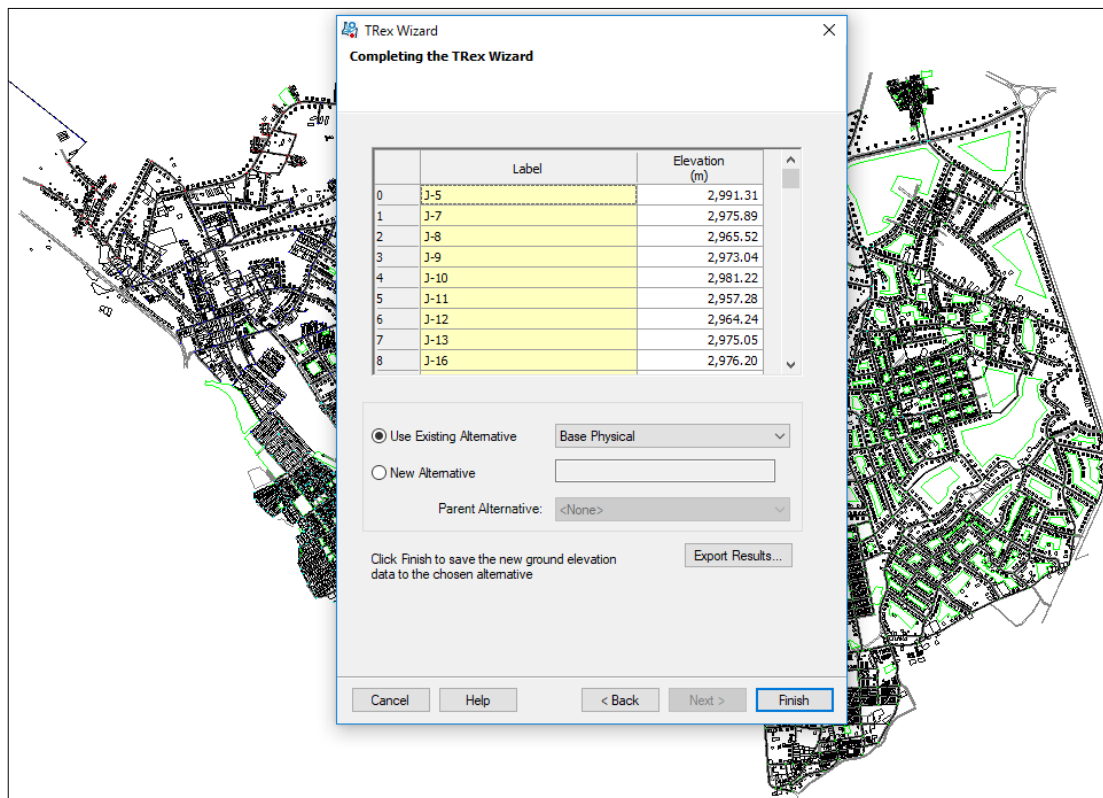 TRex Wizard
Completing the TRex Wizard
Label Elevation (m)
0 J-5 2,991.31
1 J-7 2,975.89
2 J-8 2,965.52
3 J-9 2,973.04
4 J-10 2,981.22
5 J-11 2,957.28
6 J-12 2,964.24
7 J-13 2,975.05
8 J-16 2,976.20
Use Existing Alternative Base Physical
New Alternative
Parent Alternative: <None>
Click Finish to save the new ground elevation
data to the chosen alternative
Export Results...
Cancel Help < Back Next > Finish